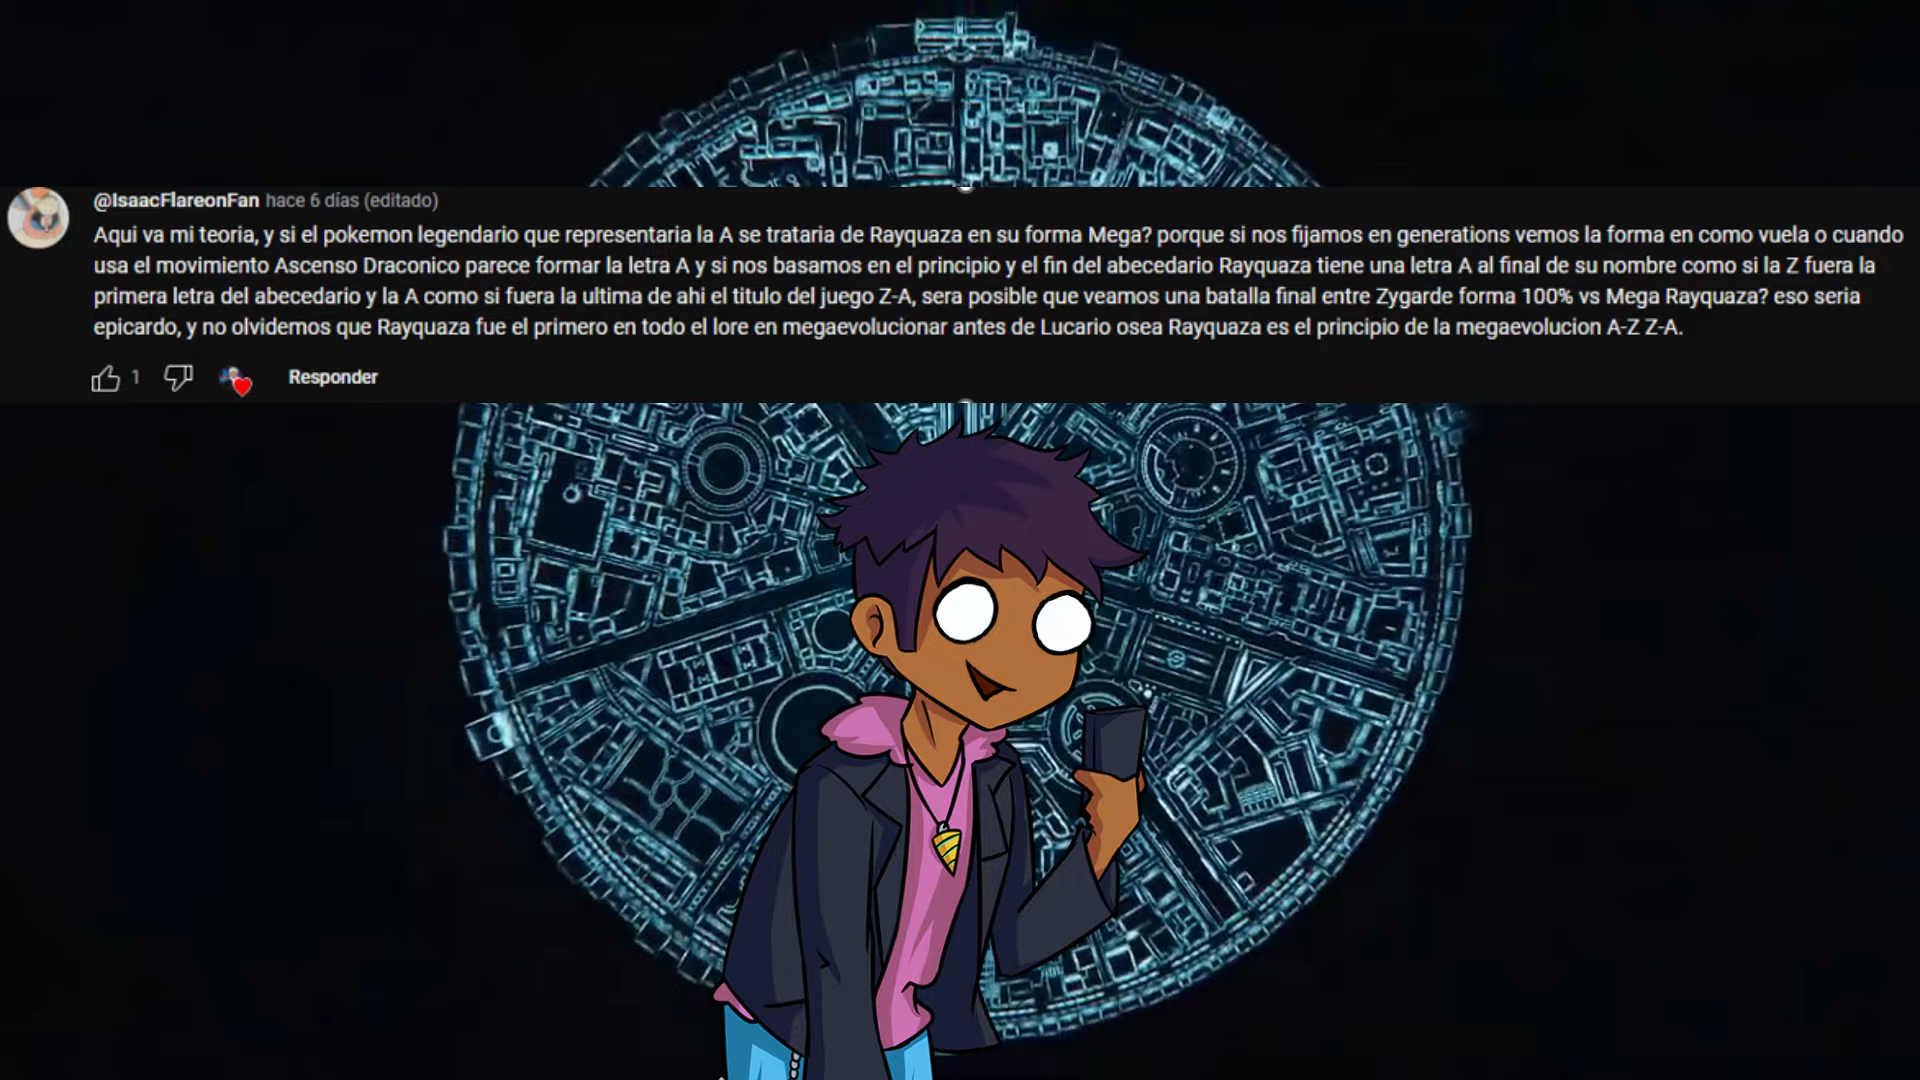 @IsaacFlareonFan hace 6 días (editado)
Aqui va mi teoria, y si el pokemon legendario que representaria la A se trataria de Rayquaza en su forma Mega? porque si nos fijamos en generations vemos la forma en como vuela o cuando
usa el movimiento Ascenso Draconico parece formar la letra A y si nos basamos en el principio y el fin del abecedario Rayquaza tiene una letra A al final de su nombre como si la Z fuera la
primera letra del abecedario y la A como si fuera la ultima de ahi el titulo del juego Z-A, sera posible que veamos una batalla final entre Zygarde forma 100% vs Mega Rayquaza? eso seria
epicardo, y no olvidemos que Rayquaza fue el primero en todo el lore en megaevolucionar antes de Lucario osea Rayquaza es el principio de la megaevolucion A-Z Z-A.
1 Responder